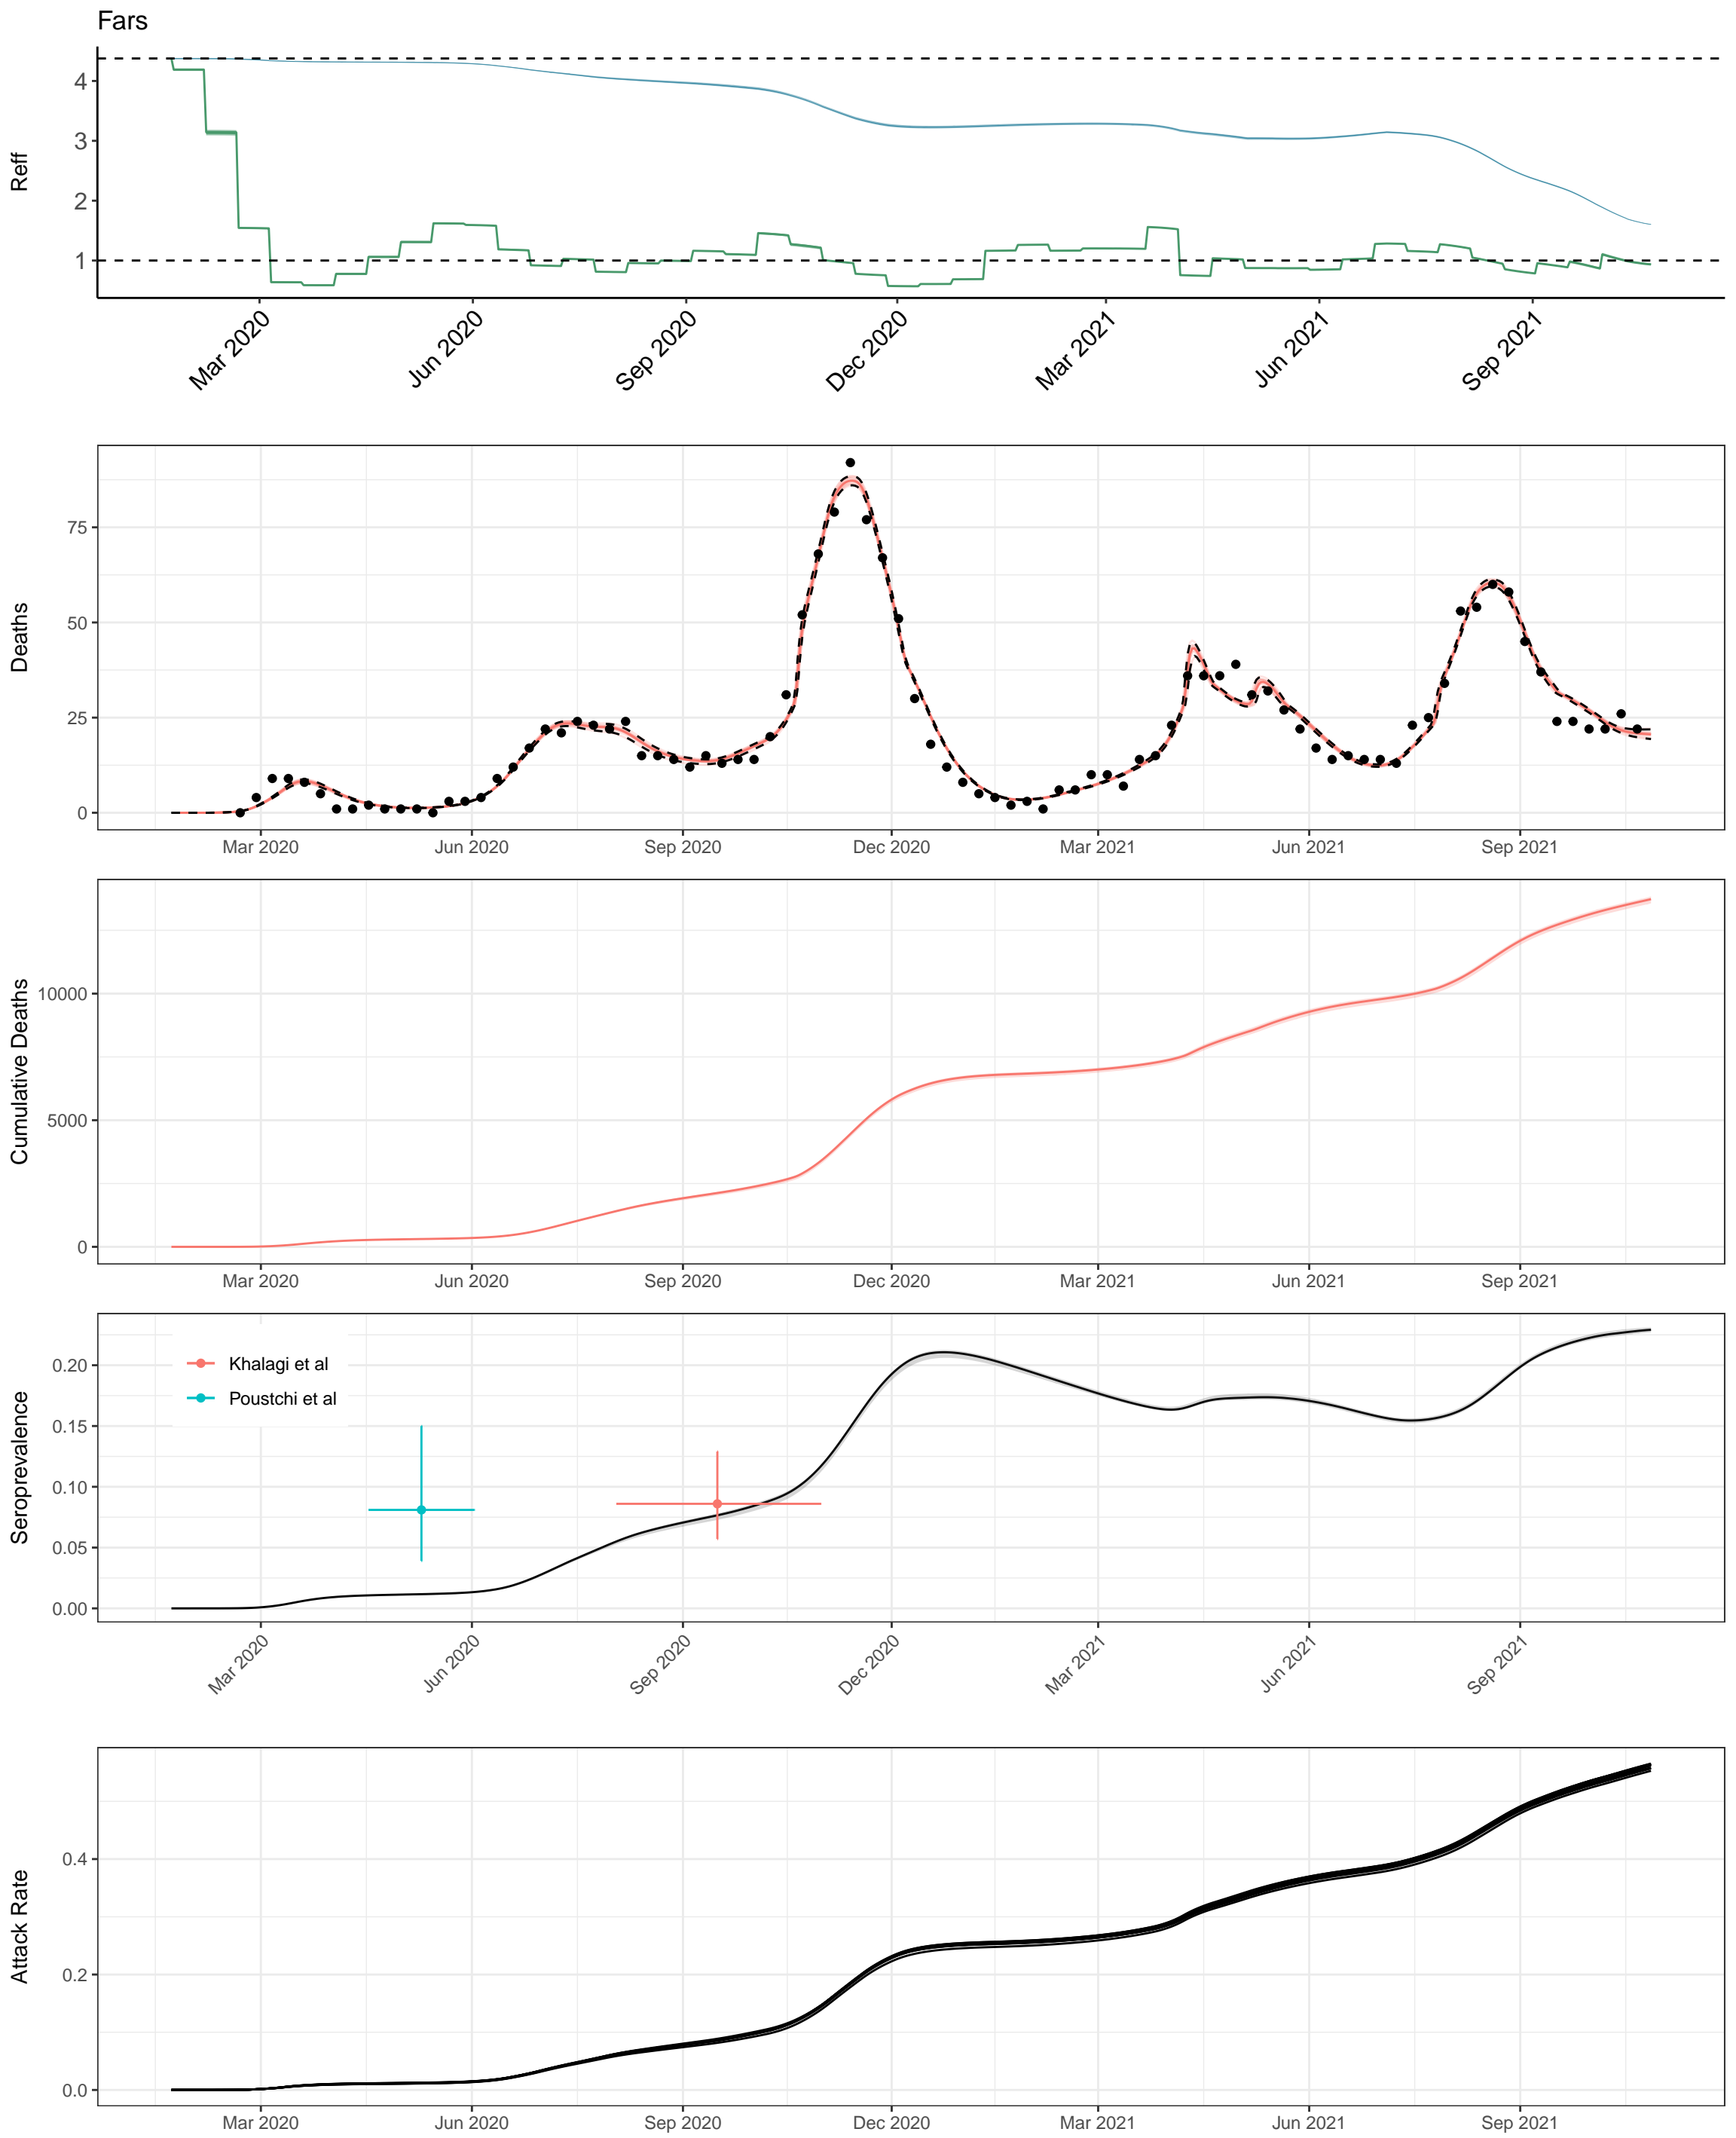 Fars
Reff
4
3
2
1
Mar 2020
Jun 2020
Sep 2020
Dec 2020
Mar 2021
Jun 2021
Sep 2021
Deaths
75
50
25
0
Mar 2020
Jun 2020
Sep 2020
Dec 2020
Mar 2021
Jun 2021
Sep 2021
Cumulative Deaths
10000
5000
0
Mar 2020
Jun 2020
Sep 2020
Dec 2020
Mar 2021
Jun 2021
Sep 2021
Seroprevalence
0.20
0.15
0.10
0.05
0.00
Khalagi et al
Poustchi et al
Mar 2020
Jun 2020
Sep 2020
Dec 2020
Mar 2021
Jun 2021
Sep 2021
Attack Rate
0.4
0.2
0.0
Mar 2020
Jun 2020
Sep 2020
Dec 2020
Mar 2021
Jun 2021
Sep 2021